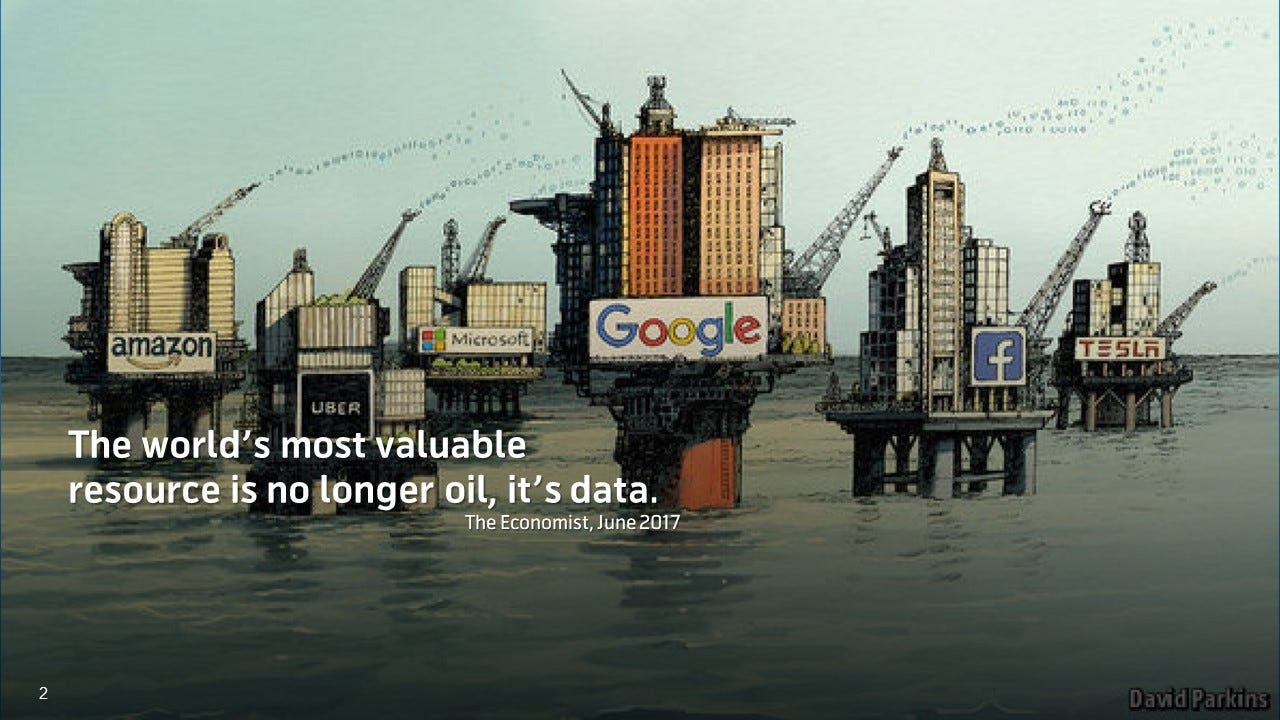 amazon
UBER
Microsoft
Google
f
TESLA
The world's most valuable
resource is no longer oil, it's data.
The Economist, June 2017
2
David Parkins